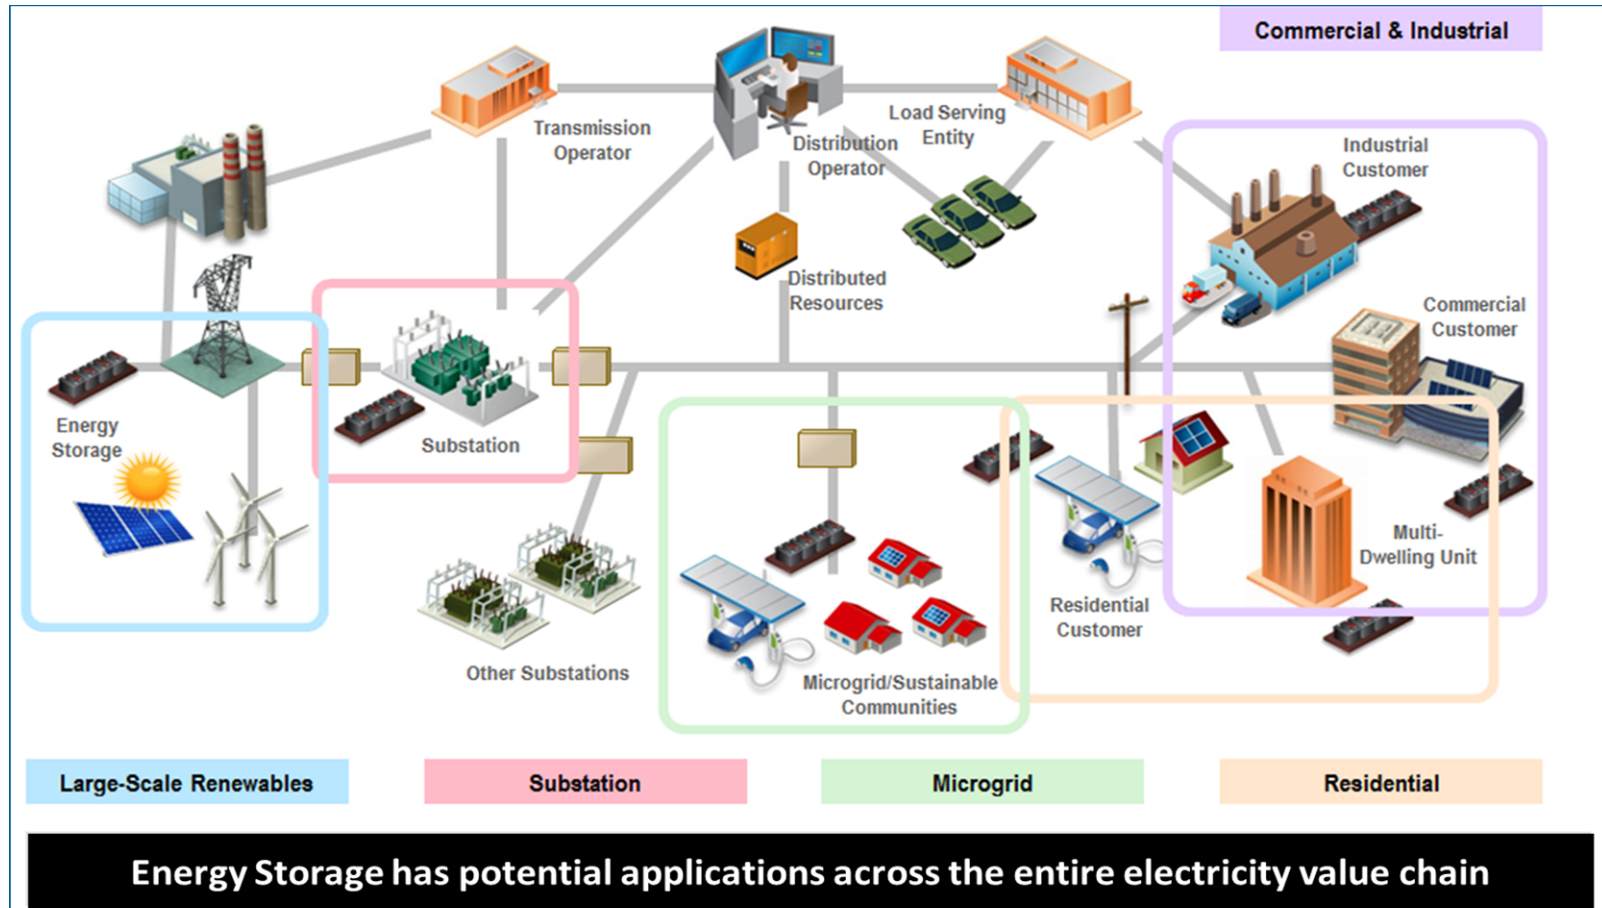 Commercial & Industrial
Transmission
Operator
Distribution
Operator
Load Serving
Entity
Industrial
Customer
Distributed
Resources
Commercial
Customer
Energy
Storage
Substation
Multi-
Dwelling Unit
Residential
Customer
Other Substations
Microgrid/Sustainable
Communities
Large-Scale Renewables
Substation
Microgrid
Residential
Energy Storage has potential applications across the entire electricity value chain